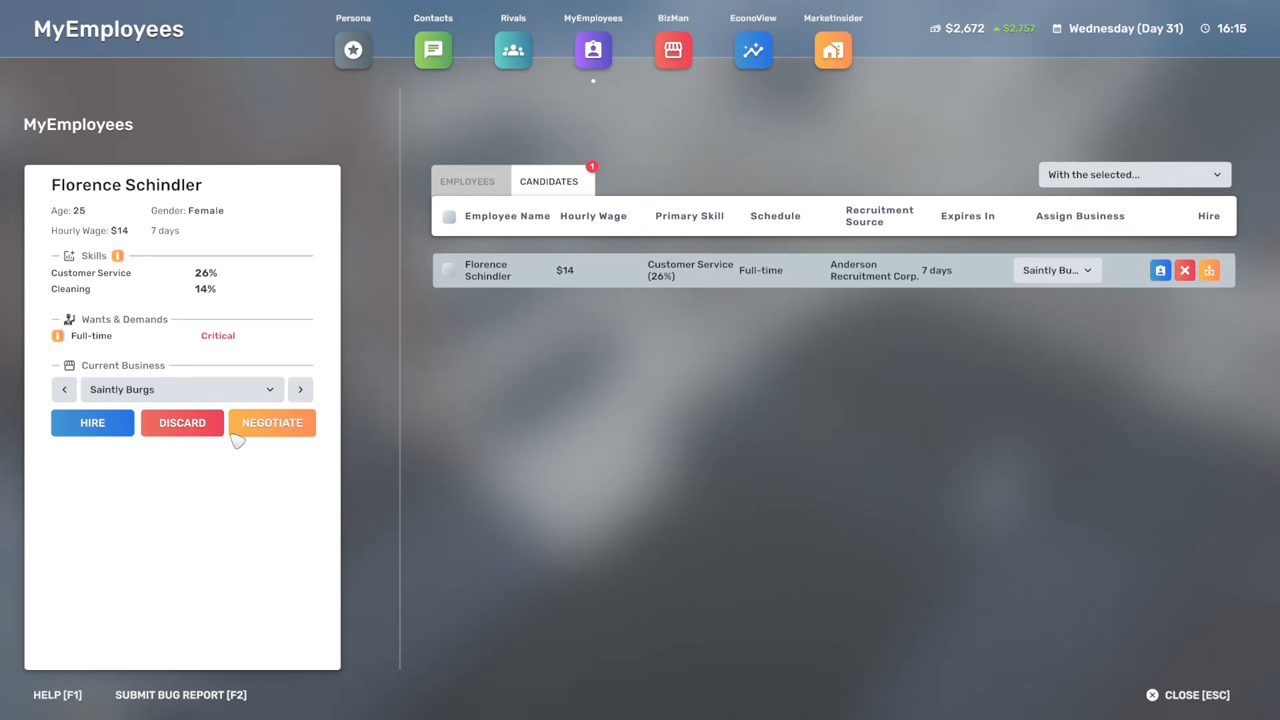 MyEmployees
Persona
Contacts
Rivals
MyEmployees
BizMan
EconoView
MarketInsider
$2,672
$2,757
Wednesday (Day 31)
16:15
MyEmployees
Florence Schindler
Age: 25
Gender: Female
Hourly Wage: $14
7 days
Skills
Customer Service 26%
Cleaning 14%
Wants & Demands
Full-time Critical
Current Business
Saintly Burgs
HIRE
DISCARD
NEGOTIATE
EMPLOYEES
CANDIDATES
1
With the selected...
Employee Name
Hourly Wage
Primary Skill
Schedule
Recruitment
Source
Expires In
Assign Business
Hire
Florence
Schindler
$14
Customer Service
(26%)
Full-time
Anderson
Recruitment Corp.
7 days
Saintly Bu...
HELP [F1]
SUBMIT BUG REPORT [F2]
CLOSE [ESC]